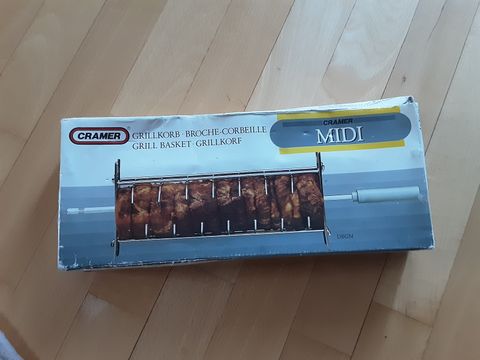 CRAMER
GRILLKORB · BROCHE-CORBEILLE
GRILL BASKET · GRILLKORF
CRAMER
MIDI